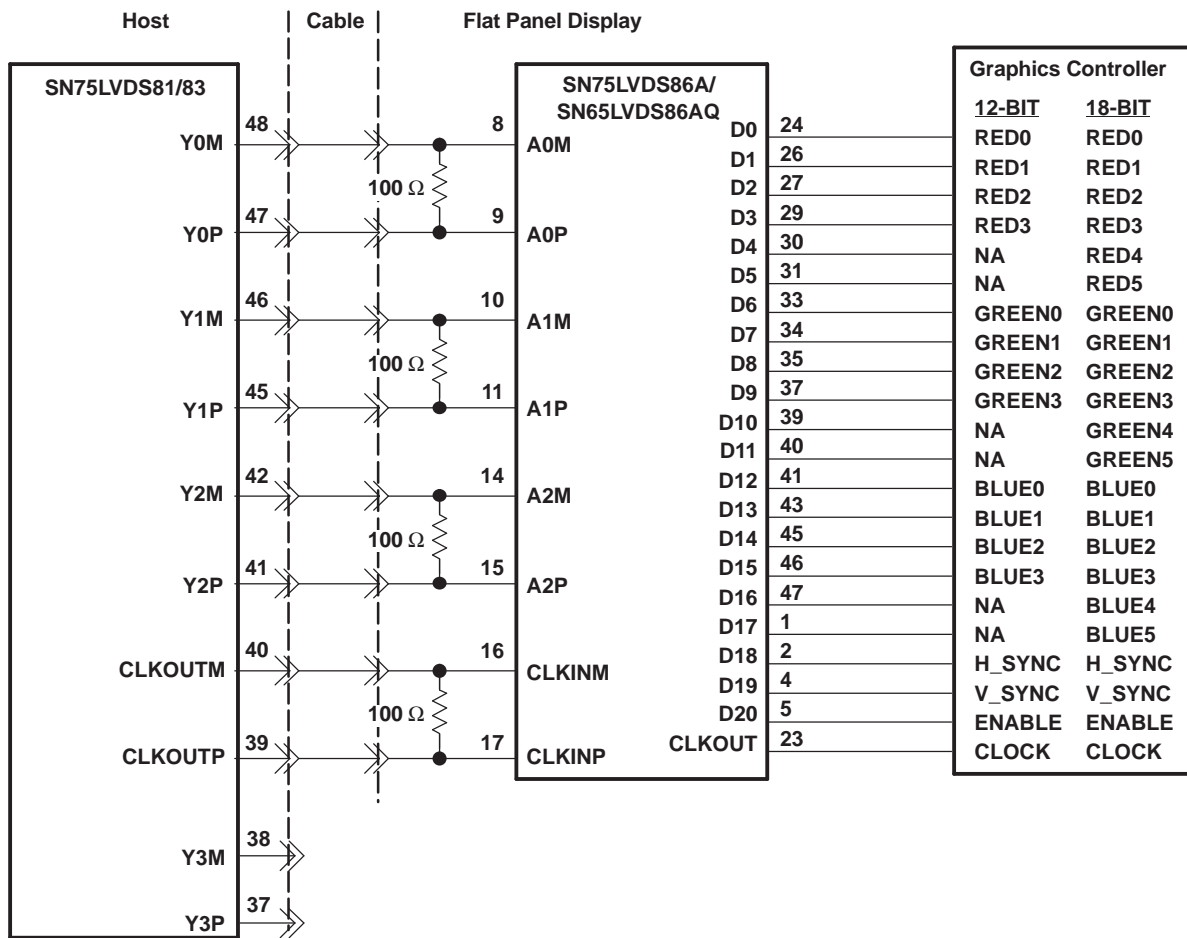 Host Cable Flat Panel Display
SN75LVDS81/83
Y0M 48
Y0P 47
Y1M 46
Y1P 45
Y2M 42
Y2P 41
CLKOUTM 40
CLKOUTP 39
Y3M 38
Y3P 37
100 Ω
100 Ω
100 Ω
100 Ω
SN75LVDS86A/
SN65LVDS86AQ
8 A0M
9 A0P
10 A1M
11 A1P
14 A2M
15 A2P
16 CLKINM
17 CLKINP
D0 24
D1 26
D2 27
D3 29
D4 30
D5 31
D6 33
D7 34
D8 35
D9 37
D10 39
D11 40
D12 41
D13 43
D14 45
D15 46
D16 47
D17 1
D18 2
D19 4
D20 5
CLKOUT 23
Graphics Controller
12-BIT 18-BIT
RED0 RED0
RED1 RED1
RED2 RED2
RED3 RED3
NA RED4
NA RED5
GREEN0 GREEN0
GREEN1 GREEN1
GREEN2 GREEN2
GREEN3 GREEN3
NA GREEN4
NA GREEN5
BLUE0 BLUE0
BLUE1 BLUE1
BLUE2 BLUE2
BLUE3 BLUE3
NA BLUE4
NA BLUE5
H_SYNC H_SYNC
V_SYNC V_SYNC
ENABLE ENABLE
CLOCK CLOCK